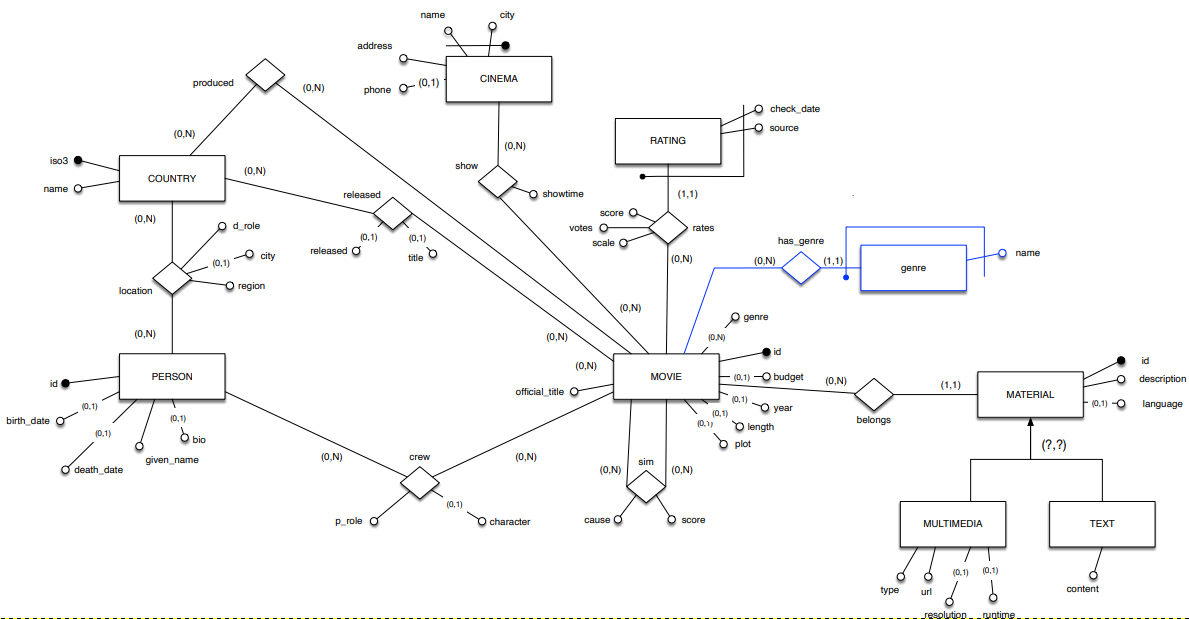 name
city
address
phone
(0,1)
CINEMA
produced
(0,N)
(0,N)
check_date
source
RATING
(0,N)
show
showtime
(1,1)
iso3
name
COUNTRY
(0,N)
released
(0,1)
(0,1)
released
title
score
votes
scale
rates
(0,N)
has_genre
(0,N)
(1,1)
genre
name
(0,N)
d_role
(0,1)
city
region
location
(0,N)
(0,N)
(0,N)
(0,N)
genre
(0,N)
id
PERSON
id
(0,1)
birth_date
(0,1)
death_date
given_name
(0,1)
bio
official_title
MOVIE
(0,1)
budget
(0,1)
year
(0,1)
length
(0,1)
plot
(0,N)
(1,1)
belongs
MATERIAL
id
description
(0,1)
language
(?,?)
(0,N)
crew
(0,N)
p_role
(0,1)
character
(0,N)
sim
(0,N)
cause
score
MULTIMEDIA
TEXT
type
url
(0,1)
resolution
(0,1)
runtime
content